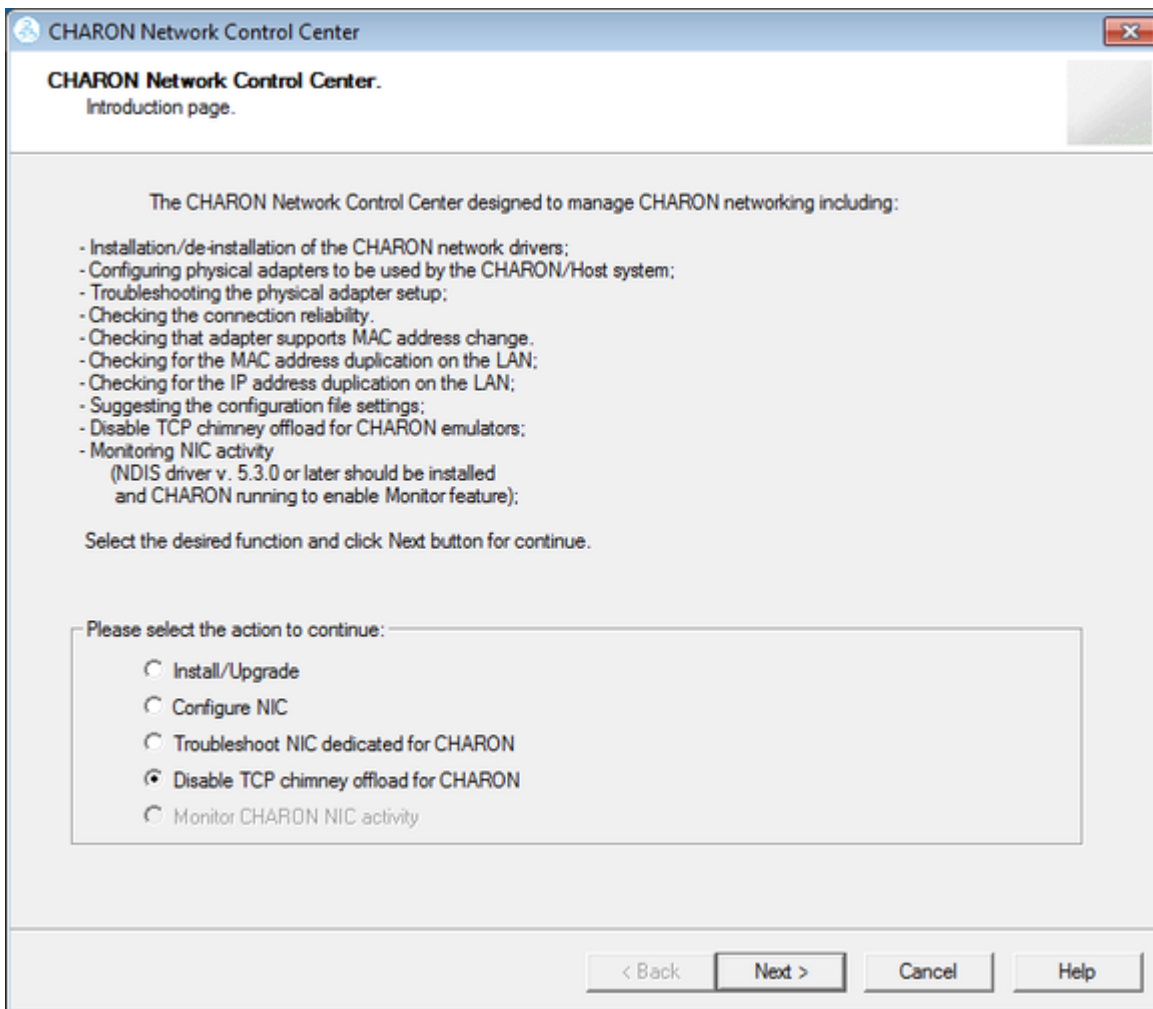 CHARON Network Control Center
CHARON Network Control Center.
Introduction page.
The CHARON Network Control Center designed to manage CHARON networking including:
- Installation/de-installation of the CHARON network drivers;
- Configuring physical adapters to be used by the CHARON/Host system;
- Troubleshooting the physical adapter setup;
- Checking the connection reliability.
- Checking that adapter supports MAC address change.
- Checking for the MAC address duplication on the LAN;
- Checking for the IP address duplication on the LAN;
- Suggesting the configuration file settings;
- Disable TCP chimney offload for CHARON emulators;
- Monitoring NIC activity
(NDIS driver v. 5.3.0 or later should be installed
and CHARON running to enable Monitor feature);
Select the desired function and click Next button for continue.
Please select the action to continue:
Install/Upgrade
Configure NIC
Troubleshoot NIC dedicated for CHARON
Disable TCP chimney offload for CHARON
Monitor CHARON NIC activity
< Back Next > Cancel Help